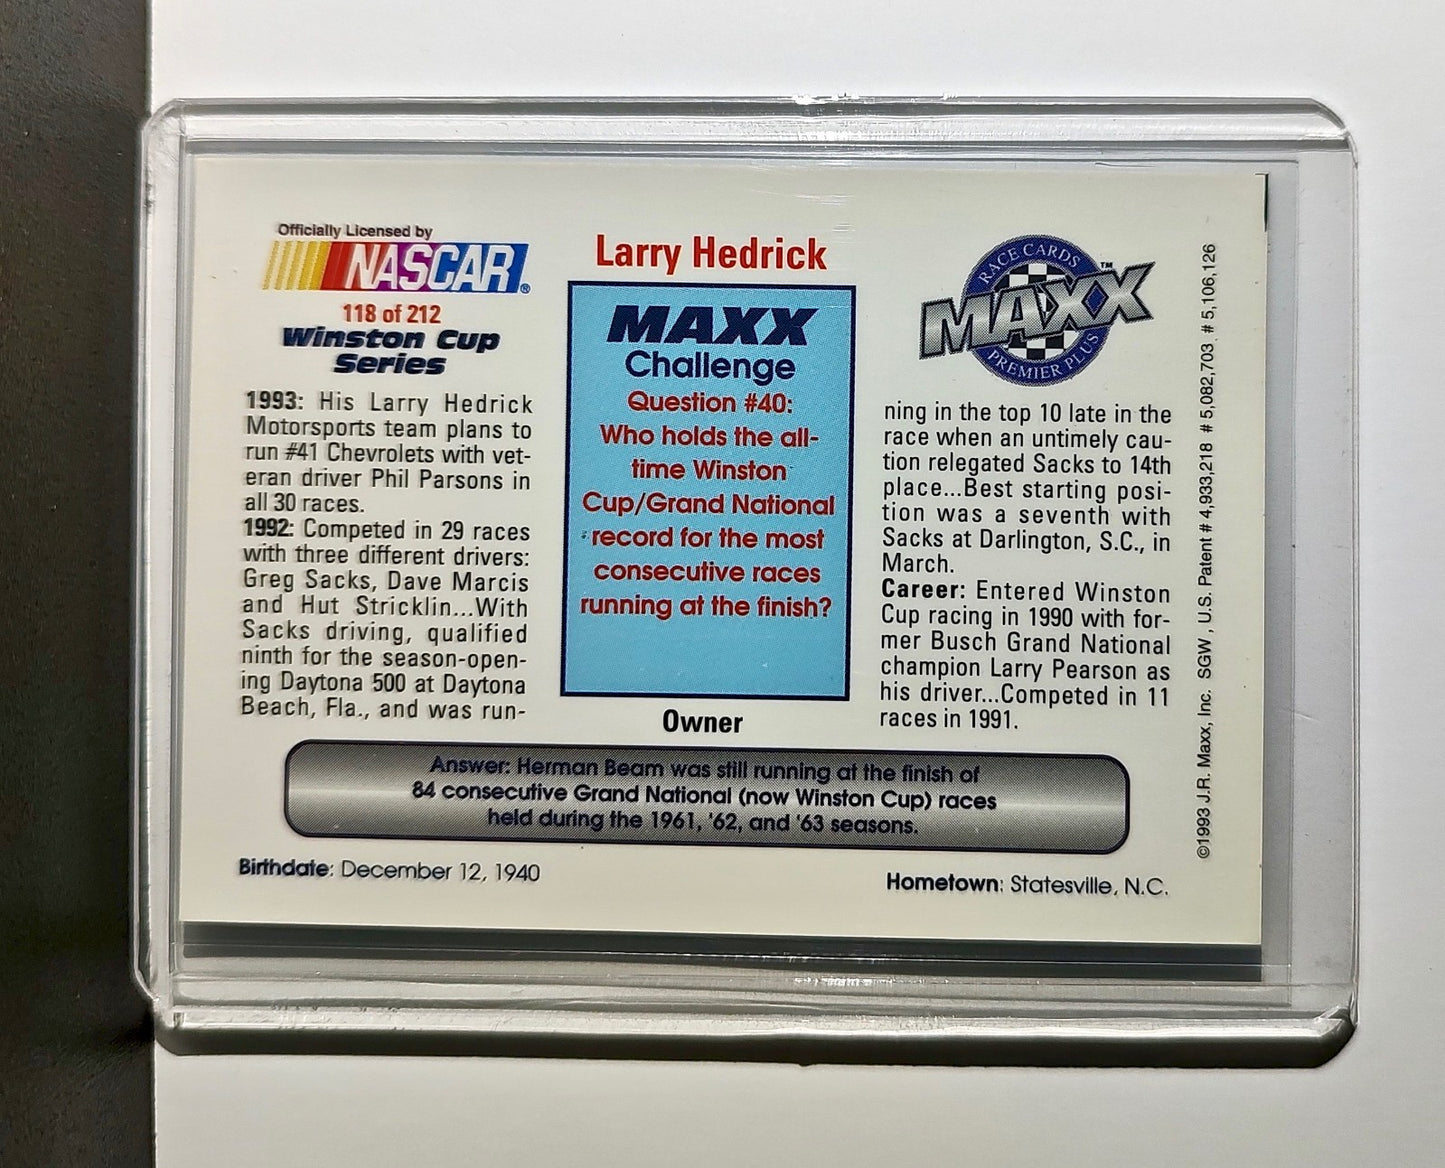 Officially Licensed by
NASCAR®
118 of 212
Winston Cup
Series
1993: His Larry Hedrick
Motorsports team plans to
run #41 Chevrolets with vet-
eran driver Phil Parsons in
all 30 races.
1992: Competed in 29 races
with three different drivers:
Greg Sacks, Dave Marcis
and Hut Stricklin...With
Sacks driving, qualified
ninth for the season-open-
ing Daytona 500 at Daytona
Beach, Fla., and was run-
Larry Hedrick
MAXX
Challenge
Question #40:
Who holds the all-
time Winston
Cup/Grand National
record for the most
consecutive races
running at the finish?
Owner
RACE CARDS
MAXX™
PREMIER PLUS
ning in the top 10 late in the
race when an untimely cau-
tion relegated Sacks to 14th
place...Best starting posi-
tion was a seventh with
Sacks at Darlington, S.C., in
March.
Career: Entered Winston
Cup racing in 1990 with for-
mer Busch Grand National
champion Larry Pearson as
his driver...Competed in 11
races in 1991.
Answer: Herman Beam was still running at the finish of
84 consecutive Grand National (now Winston Cup) races
held during the 1961, '62, and '63 seasons.
Birthdate: December 12, 1940
Hometown: Statesville, N.C.
©1993 J.R. Maxx, Inc. SGW, U.S. Patent # 4,933,218 # 5,082,703 # 5,106,126